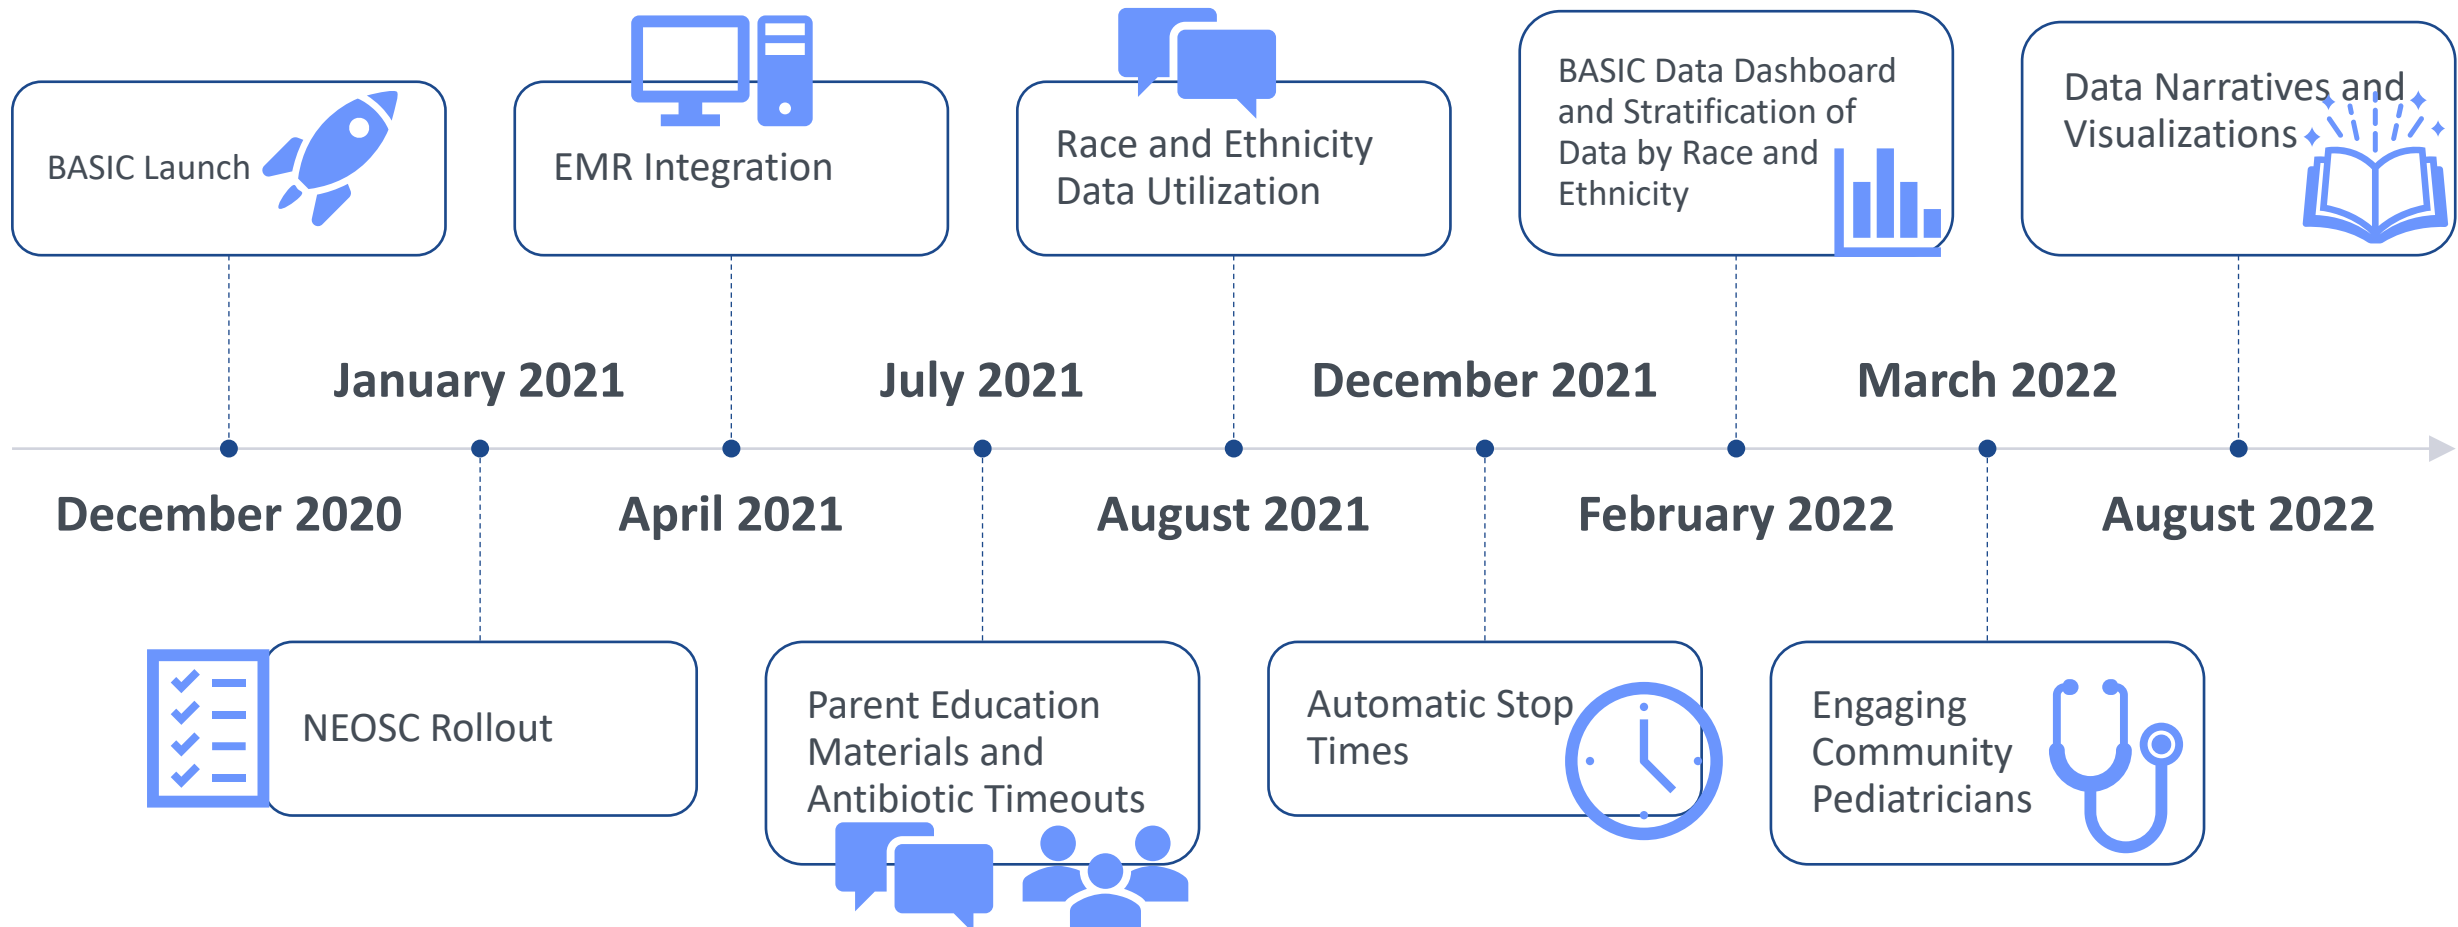 BASIC Launch
EMR Integration
Race and Ethnicity
Data Utilization
BASIC Data Dashboard
and Stratification of
Data by Race and
Ethnicity
Data Narratives and
Visualizations
January 2021
July 2021
December 2021
March 2022
December 2020
April 2021
August 2021
February 2022
August 2022
NEOSC Rollout
Parent Education
Materials and
Antibiotic Timeouts
Automatic Stop
Times
Engaging
Community
Pediatricians